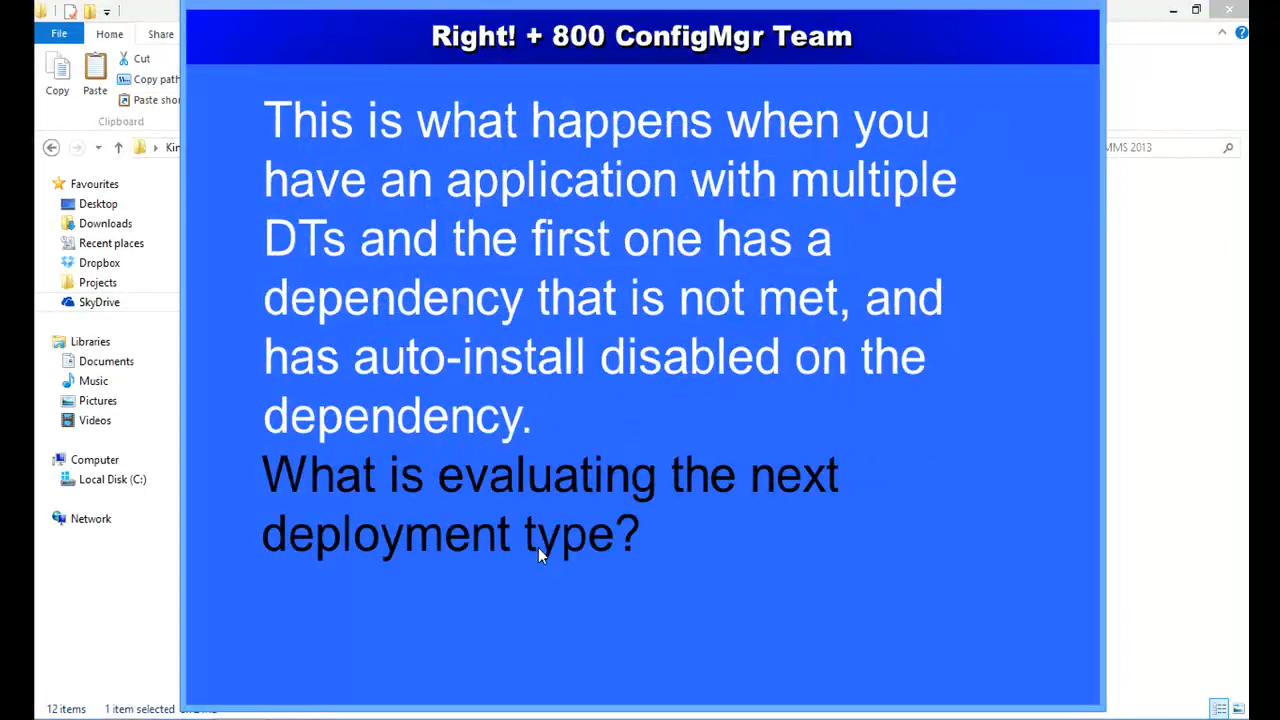 Right! + 800 ConfigMgr Team
File
Home
Share
Copy
Paste
Cut
Copy path
Paste shor
Clipboard
Kin
MMS 2013
This is what happens when you
have an application with multiple
DTs and the first one has a
dependency that is not met, and
has auto-install disabled on the
dependency.
What is evaluating the next
deployment type?
Favourites
Desktop
Downloads
Recent places
Dropbox
Projects
SkyDrive
Libraries
Documents
Music
Pictures
Videos
Computer
Local Disk (C:)
Network
12 items
1 item selected